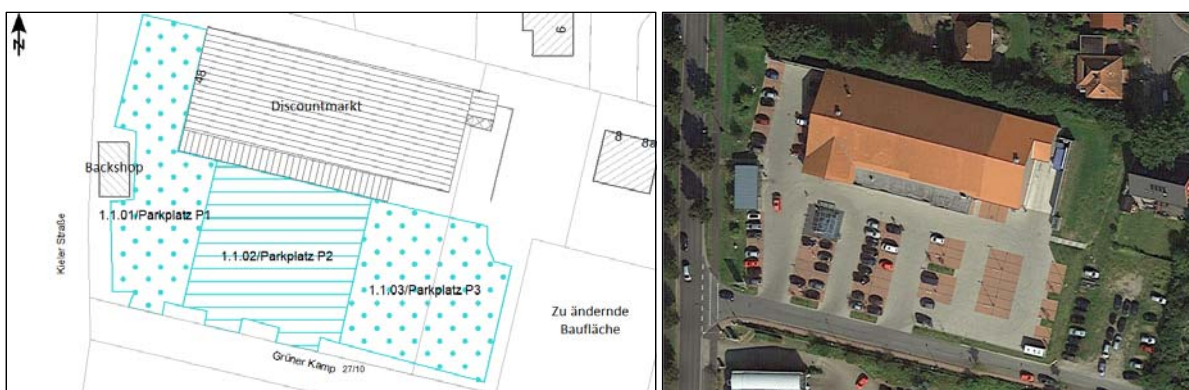 N
6
48
Discountmarkt
8
8a
Backshop
1.1.01/Parkplatz P1
Kieler Straße
1.1.02/Parkplatz P2
1.1.03/Parkplatz P3
Zu ändernde
Baufläche
Grüner Kamp 27/10